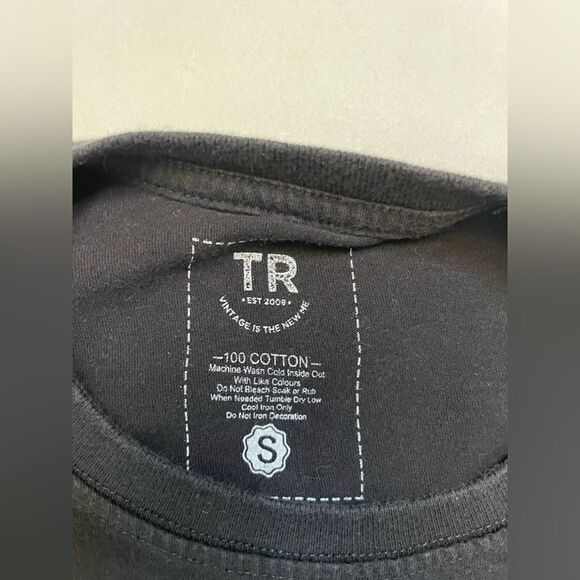 TR
• EST 2008 •
VINTAGE IS THE NEW ME
—100 COTTON—
Machine Wash Cold Inside Out
With Like Colours
Do Not Bleach Soak or Rub
When Needed Tumble Dry Low
Cool Iron Only
Do Not Iron Decoration
S